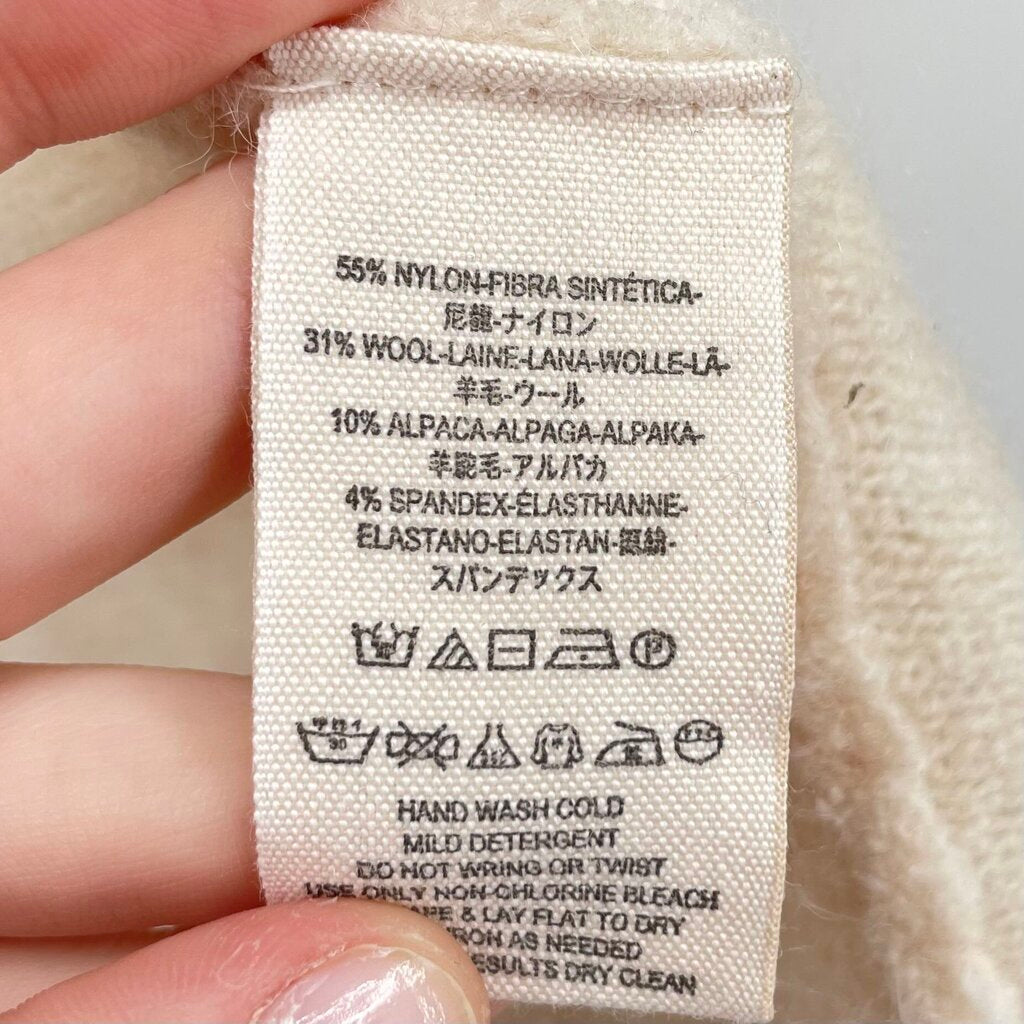 55% NYLON-FIBRA SINTÉTICA-
尼龍-ナイロン
31% WOOL-LAINE-LANA-WOLLE-LÃ-
羊毛-ウール
10% ALPACA-ALPAGA-ALPAKA-
羊駝毛-アルパカ
4% SPANDEX-ÉLASTHANNE-
ELASTANO-ELASTAN-
スパンデックス
P
30
HAND WASH COLD
MILD DETERGENT
DO NOT WRING OR TWIST
USE ONLY NON-CHLORINE BLEACH
& LAY FLAT TO DRY
AS NEEDED
DRY CLEAN